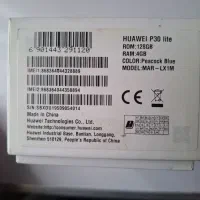 HUAWEI P30 lite
ROM:128GB
RAM:4GB
COLOR:Peacock Blue
MODEL:MAR-LX1M
6 901443 291120
Made in China
Huawei Technologies Co., Ltd.
Website:
http://consumer.huawei.com
Huawei Industrial Base, Bantian, Longgang,
Shenzhen 518129, People's Republic of China